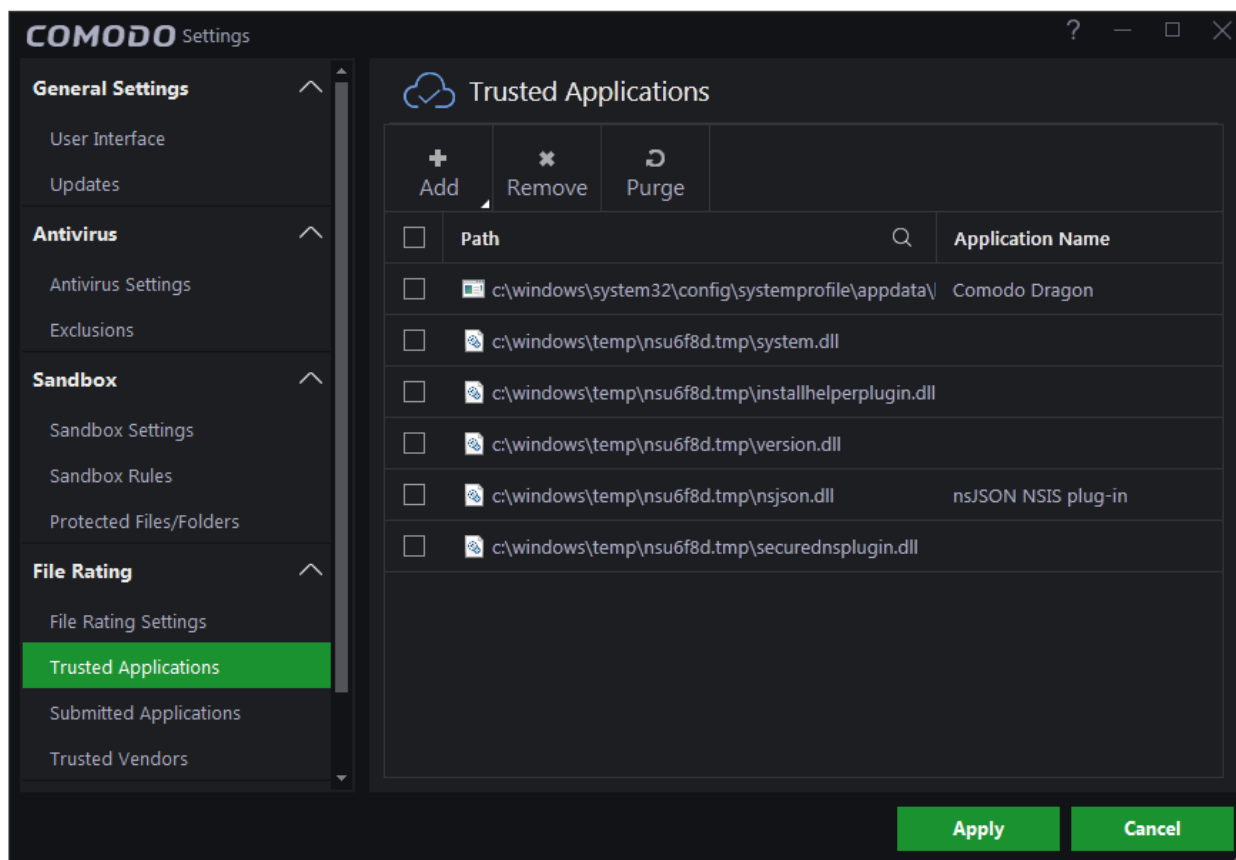 COMODO Settings
?
General Settings
User Interface
Updates
Antivirus
Antivirus Settings
Exclusions
Sandbox
Sandbox Settings
Sandbox Rules
Protected Files/Folders
File Rating
File Rating Settings
Trusted Applications
Submitted Applications
Trusted Vendors
Trusted Applications
Add Remove Purge
Path Application Name
c:\windows\system32\config\systemprofile\appdata\ Comodo Dragon
c:\windows\temp\nsu6f8d.tmp\system.dll
c:\windows\temp\nsu6f8d.tmp\installhelperplugin.dll
c:\windows\temp\nsu6f8d.tmp\version.dll
c:\windows\temp\nsu6f8d.tmp\nsjson.dll nsJSON NSIS plug-in
c:\windows\temp\nsu6f8d.tmp\securednsplugin.dll
Apply Cancel